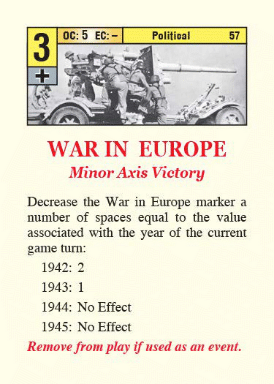 3 OC: 5 EC: – Political 57
+
WAR IN EUROPE
Minor Axis Victory
Decrease the War in Europe marker a
number of spaces equal to the value
associated with the year of the current
game turn:
1942: 2
1943: 1
1944: No Effect
1945: No Effect
Remove from play if used as an event.